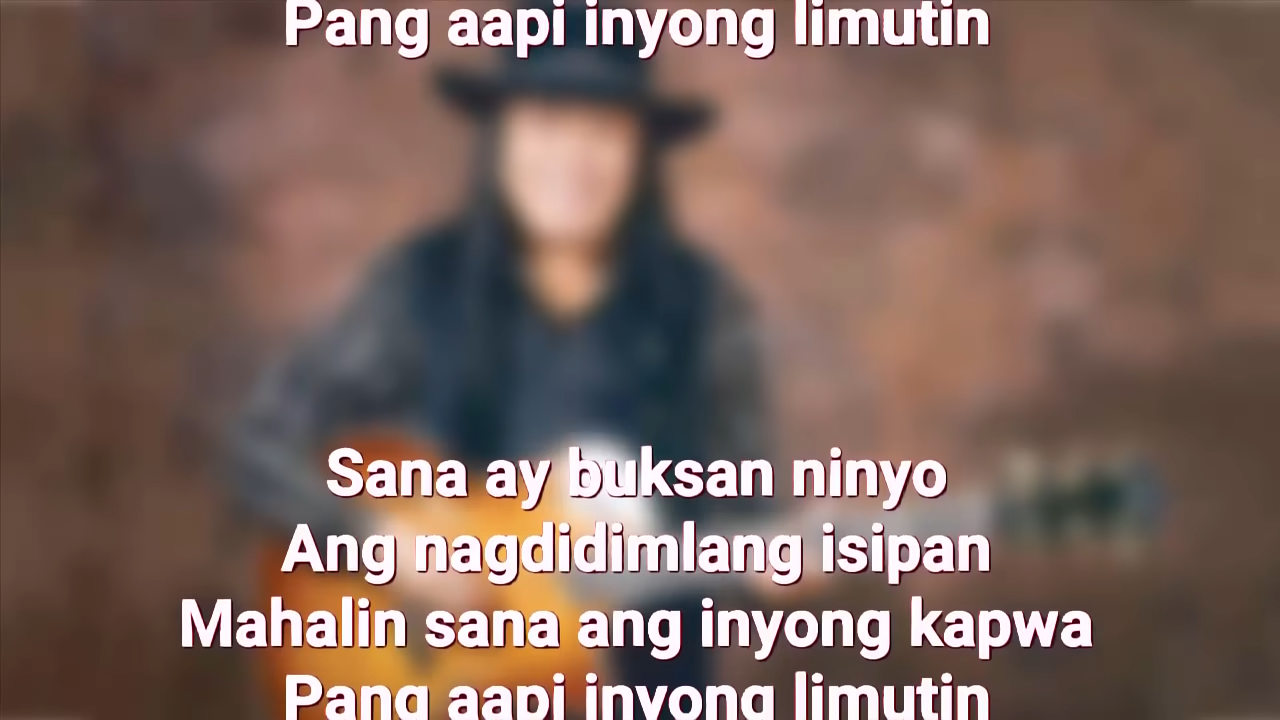 Pang aapi inyong limutin
Sana ay buksan ninyo
Ang nagdidimlang isipan
Mahalin sana ang inyong kapwa
Pang aapi inyong limutin